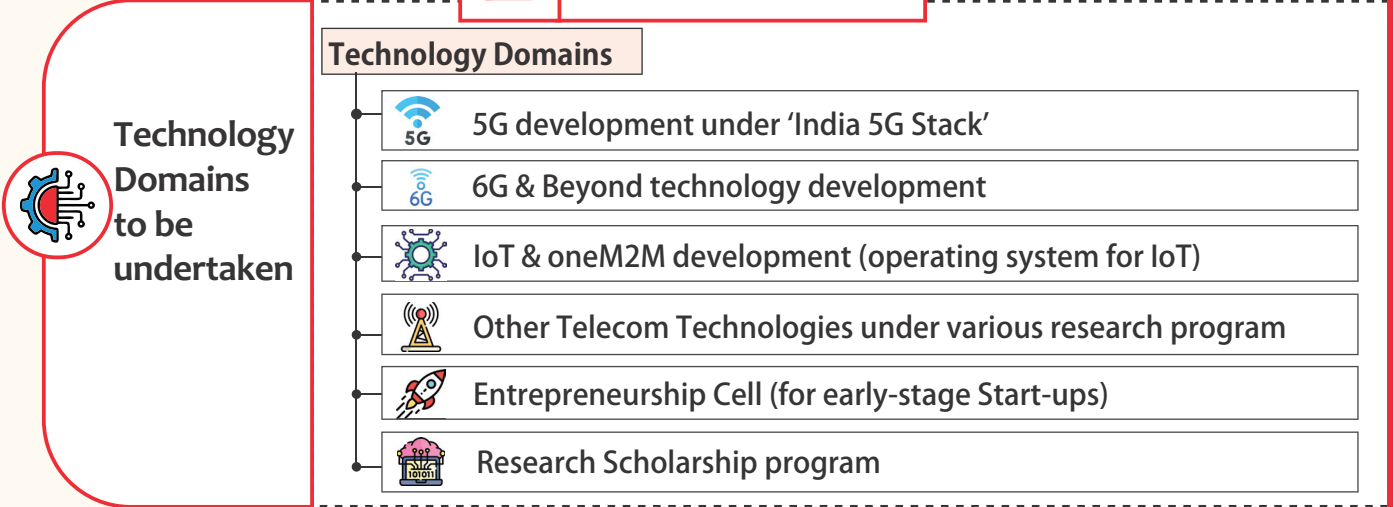 Technology Domains
Technology
Domains
to be
undertaken
5G
5G development under ‘India 5G Stack’
6G
6G & Beyond technology development
IoT & oneM2M development (operating system for IoT)
Other Telecom Technologies under various research program
Entrepreneurship Cell (for early-stage Start-ups)
101011
Research Scholarship program